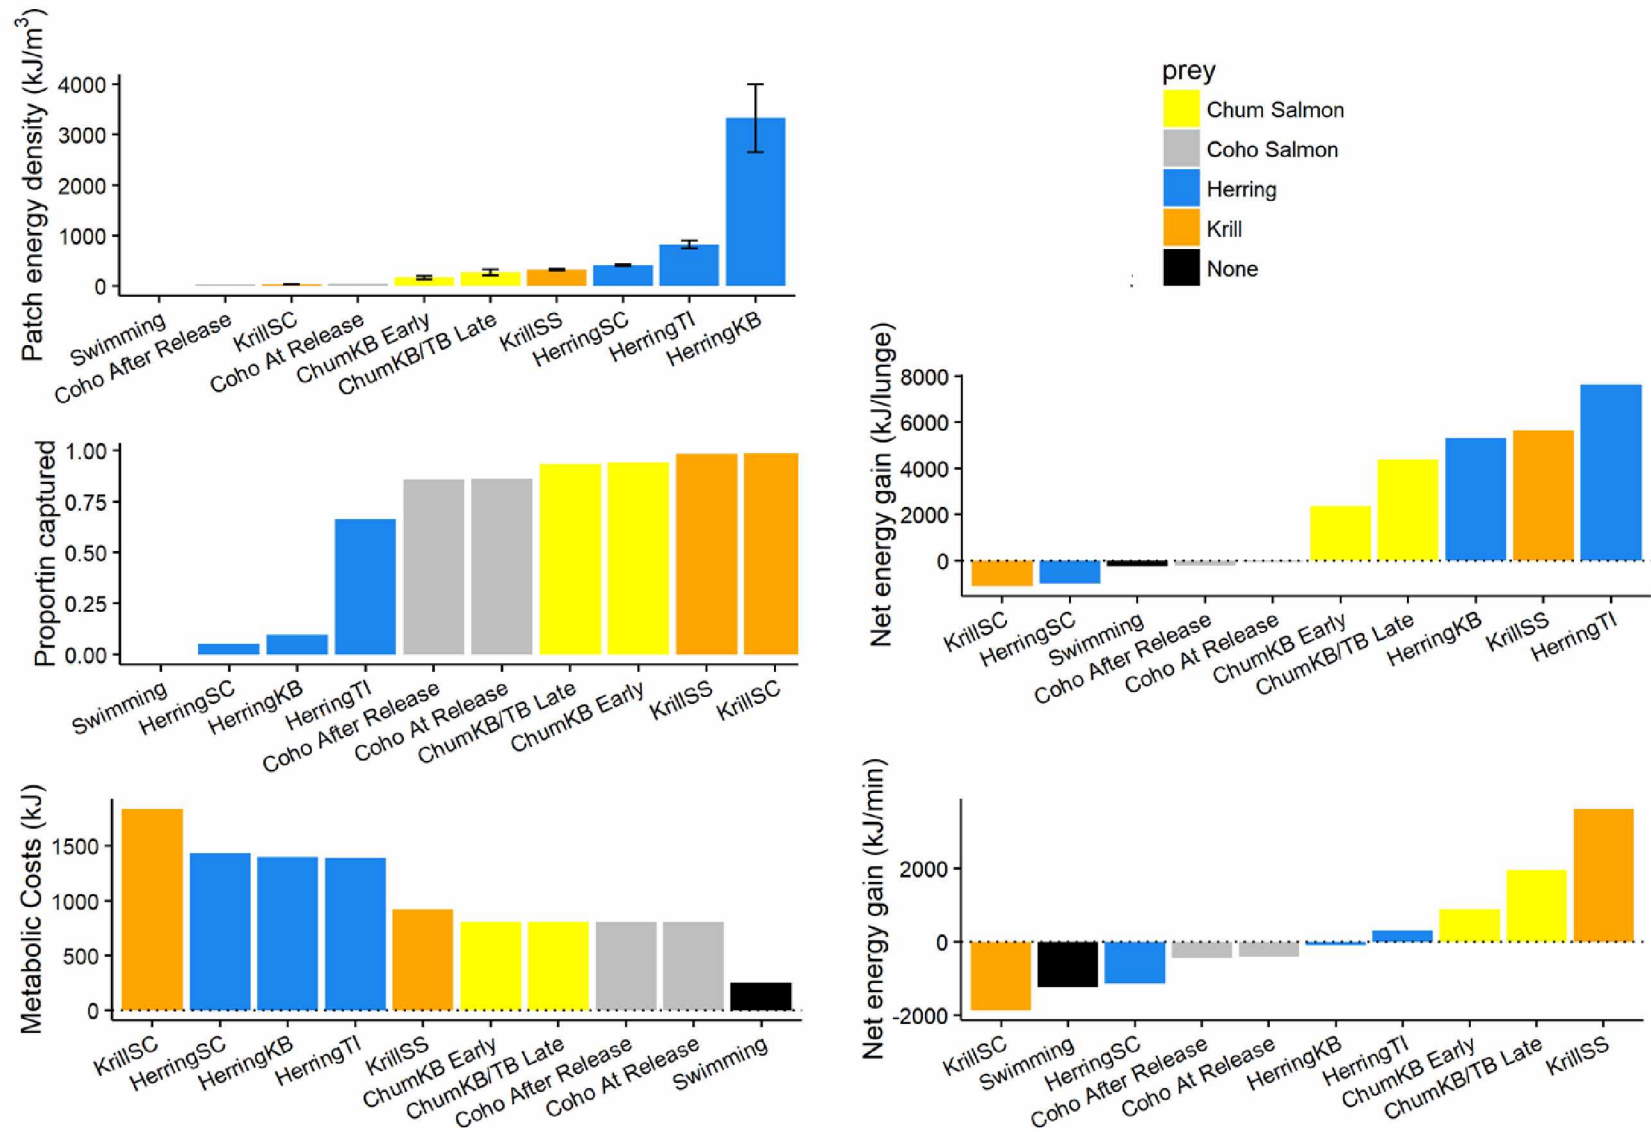 Patch energy density (kJ/m³)
4000
3000
2000
1000
0
Swimming
Coho After Release
KrillSC
Coho At Release
ChumKB Early
ChumKB/TB Late
KrillSS
HerringSC
HerringTI
HerringKB
prey
Chum Salmon
Coho Salmon
Herring
Krill
None
Proportin captured
1.00
0.75
0.50
0.25
0.00
Swimming
HerringSC
HerringKB
HerringTI
Coho After Release
Coho At Release
ChumKB/TB Late
ChumKB Early
KrillSS
KrillSC
Net energy gain (kJ/lunge)
8000
6000
4000
2000
0
KrillSC
HerringSC
Swimming
Coho After Release
Coho At Release
ChumKB Early
ChumKB/TB Late
HerringKB
KrillSS
HerringTI
Metabolic Costs (kJ)
1500
1000
500
0
KrillSC
HerringSC
HerringKB
HerringTI
KrillSS
ChumKB Early
ChumKB/TB Late
Coho After Release
Coho At Release
Swimming
Net energy gain (kJ/min)
2000
0
-2000
KrillSC
Swimming
HerringSC
Coho After Release
Coho At Release
HerringKB
HerringTI
ChumKB Early
ChumKB/TB Late
KrillSS